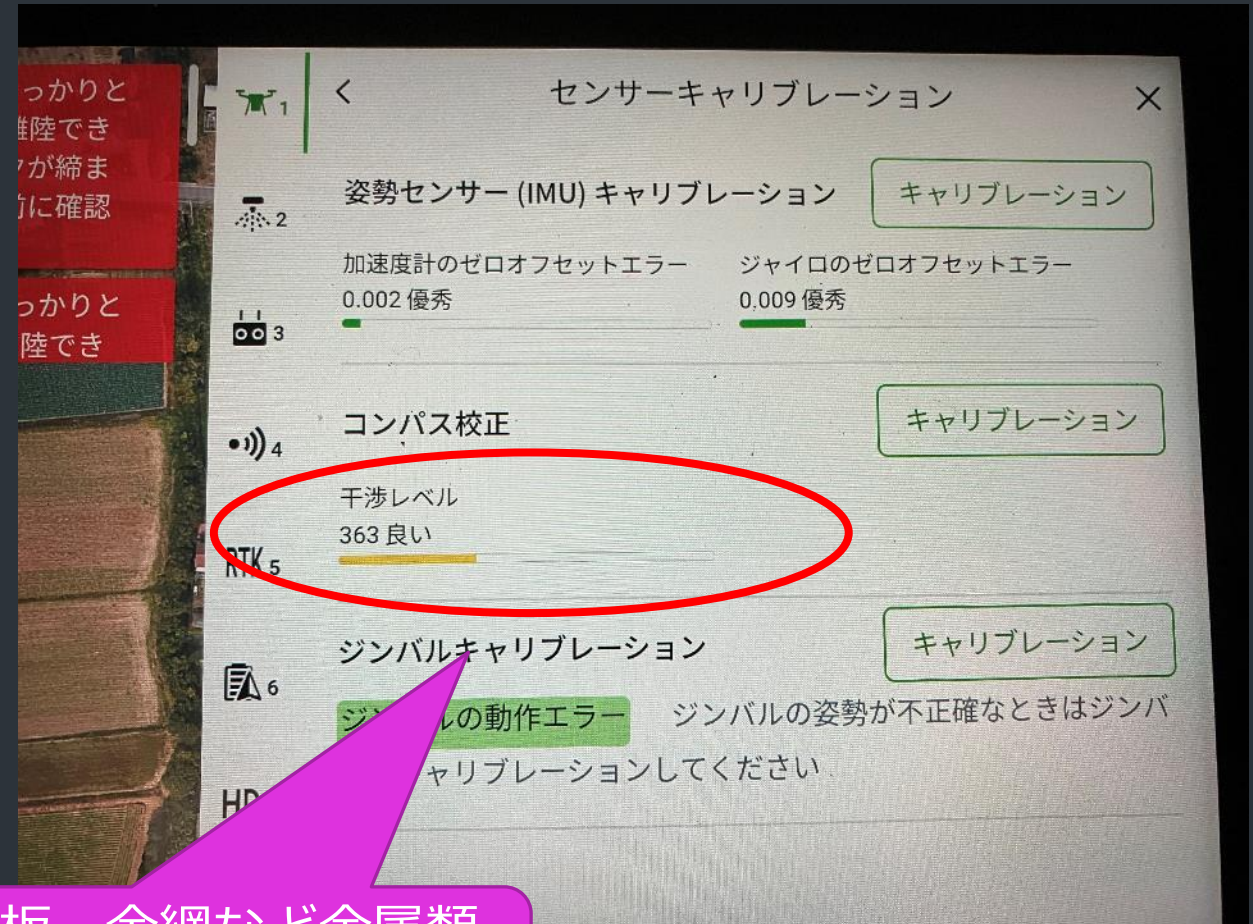 っかりと
離陸でき
が締ま
に確認
っかりと
陸でき
1
2
3
4
RTK 5
6
センサーキャリブレーション
姿勢センサー (IMU) キャリブレーション
キャリブレーション
加速度計のゼロオフセットエラー
0.002 優秀
ジャイロのゼロオフセットエラー
0.009 優秀
コンパス校正
キャリブレーション
干渉レベル
363 良い
ジンバルキャリブレーション
キャリブレーション
ジンバルの動作エラー
ジンバルの姿勢が不正確なときはジンバ
ャリブレーションしてください
板、金網など金属類